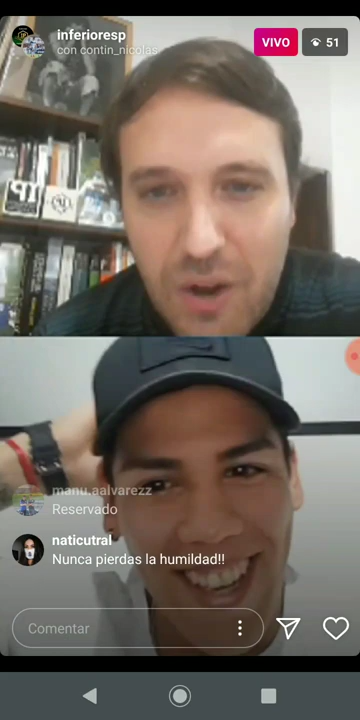 inferioresp
con contin_nicolas
VIVO
51
manu.aalvarezz
Reservado
naticutral
Nunca pierdas la humildad!!
Comentar